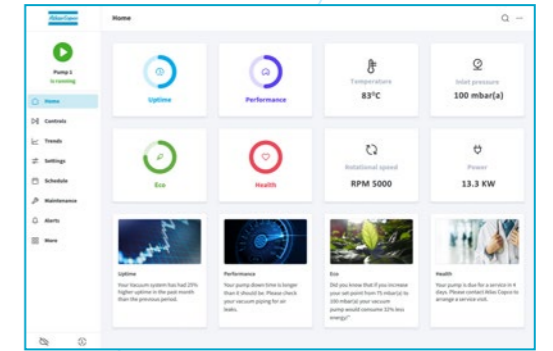 Atlas Copco
Home
Pump 1
is running
Home
Controls
Trends
Settings
Schedule
Maintenance
Alerts
More
Uptime
Performance
Temperature
83°C
Inlet pressure
100 mbar(a)
Eco
Health
Rotational speed
RPM 5000
Power
13.3 KW
Uptime
Your Vacuum system has had 20%
higher uptime in the past month
than the previous period.
Performance
Your pump down time is longer
than it should be. Please check
your vacuum piping for air
leaks.
Eco
Did you know that if you increase
your set point from 75 mbar(a) to
100 mbar(a) your vacuum
pump would consume 32% less
energy?"
Health
Your pump is due for a service in 4
days. Please contact Atlas Copco to
arrange a service visit.